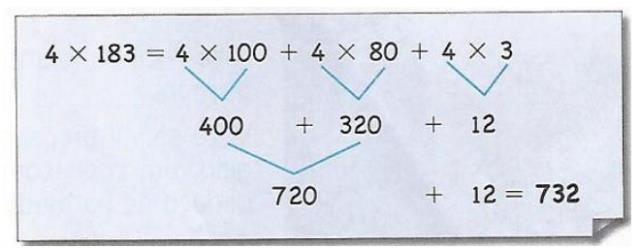 4 × 183 = 4 × 100 + 4 × 80 + 4 × 3
400 + 320 + 12
720 + 12 = 732